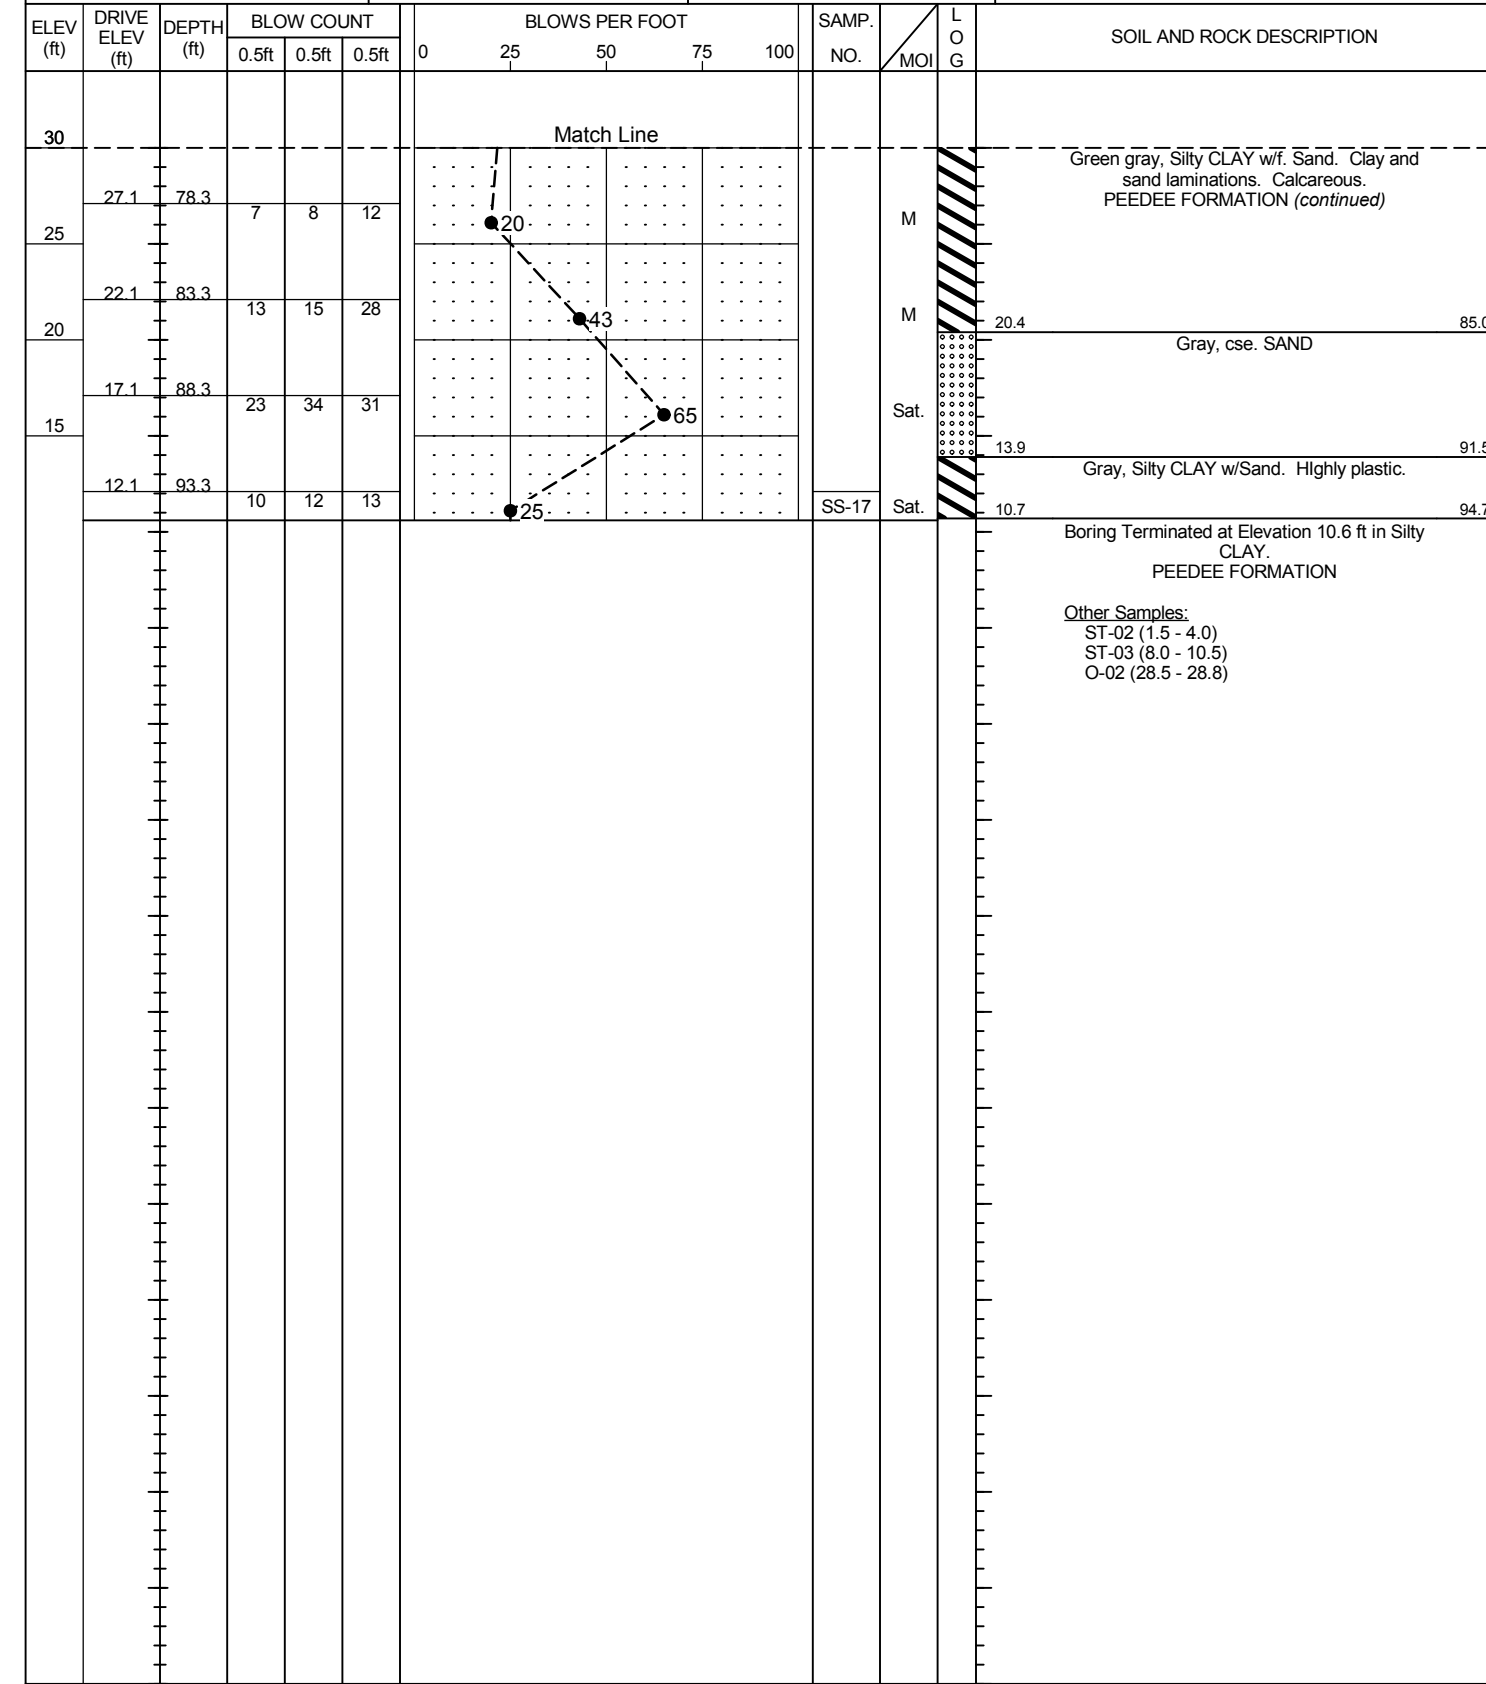 ELEV (ft) DRIVE ELEV (ft) DEPTH (ft) BLOW COUNT BLOWS PER FOOT SAMP. NO. MOI L O G SOIL AND ROCK DESCRIPTION
0.5ft 0.5ft 0.5ft 0 25 50 75 100
30 Match Line
Green gray, Silty CLAY w/f. Sand. Clay and
sand laminations. Calcareous.
PEEDEE FORMATION (continued)
27.1 78.3
7 8 12 20 M
25
22.1 83.3
13 15 28 43 M
20 20.4 85.0
Gray, cse. SAND
17.1 88.3
23 34 31 65 Sat.
15
13.9 91.5
Gray, Silty CLAY w/Sand. HIghly plastic.
12.1 93.3
10 12 13 25 SS-17 Sat. 10.7 94.7
Boring Terminated at Elevation 10.6 ft in Silty
CLAY.
PEEDEE FORMATION
Other Samples:
ST-02 (1.5 - 4.0)
ST-03 (8.0 - 10.5)
O-02 (28.5 - 28.8)